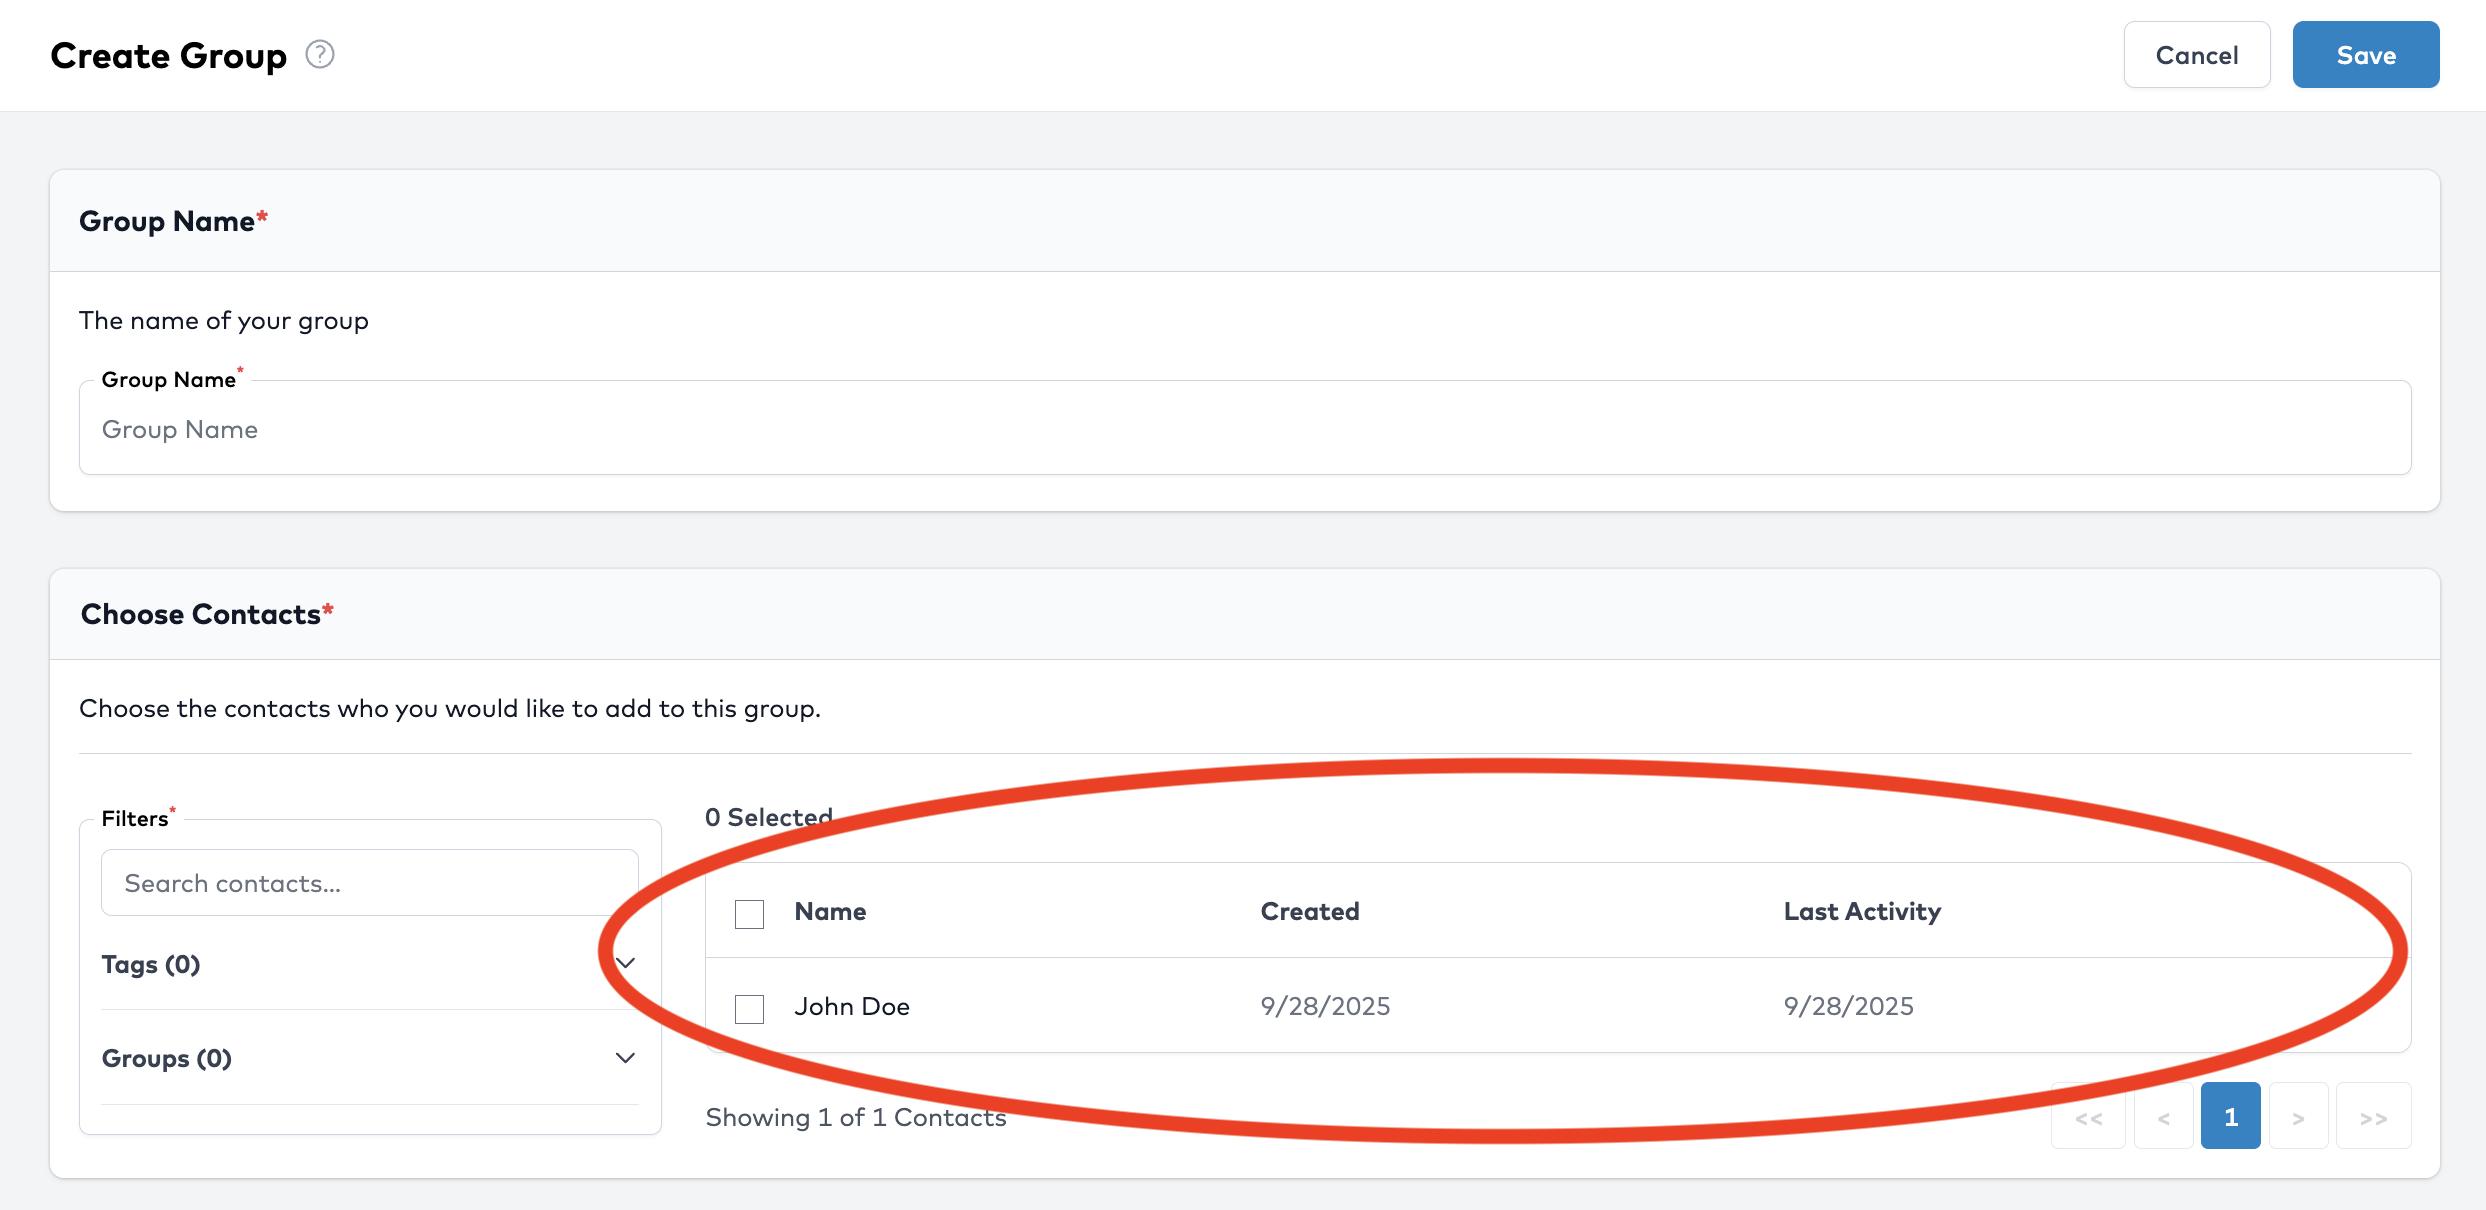 Create Group ?
Cancel
Save
Group Name*
The name of your group
Group Name*
Group Name
Choose Contacts*
Choose the contacts who you would like to add to this group.
Filters*
Search contacts...
Tags (0)
Groups (0)
0 Selected
Name Created Last Activity
John Doe 9/28/2025 9/28/2025
Showing 1 of 1 Contacts
<< < 1 > >>